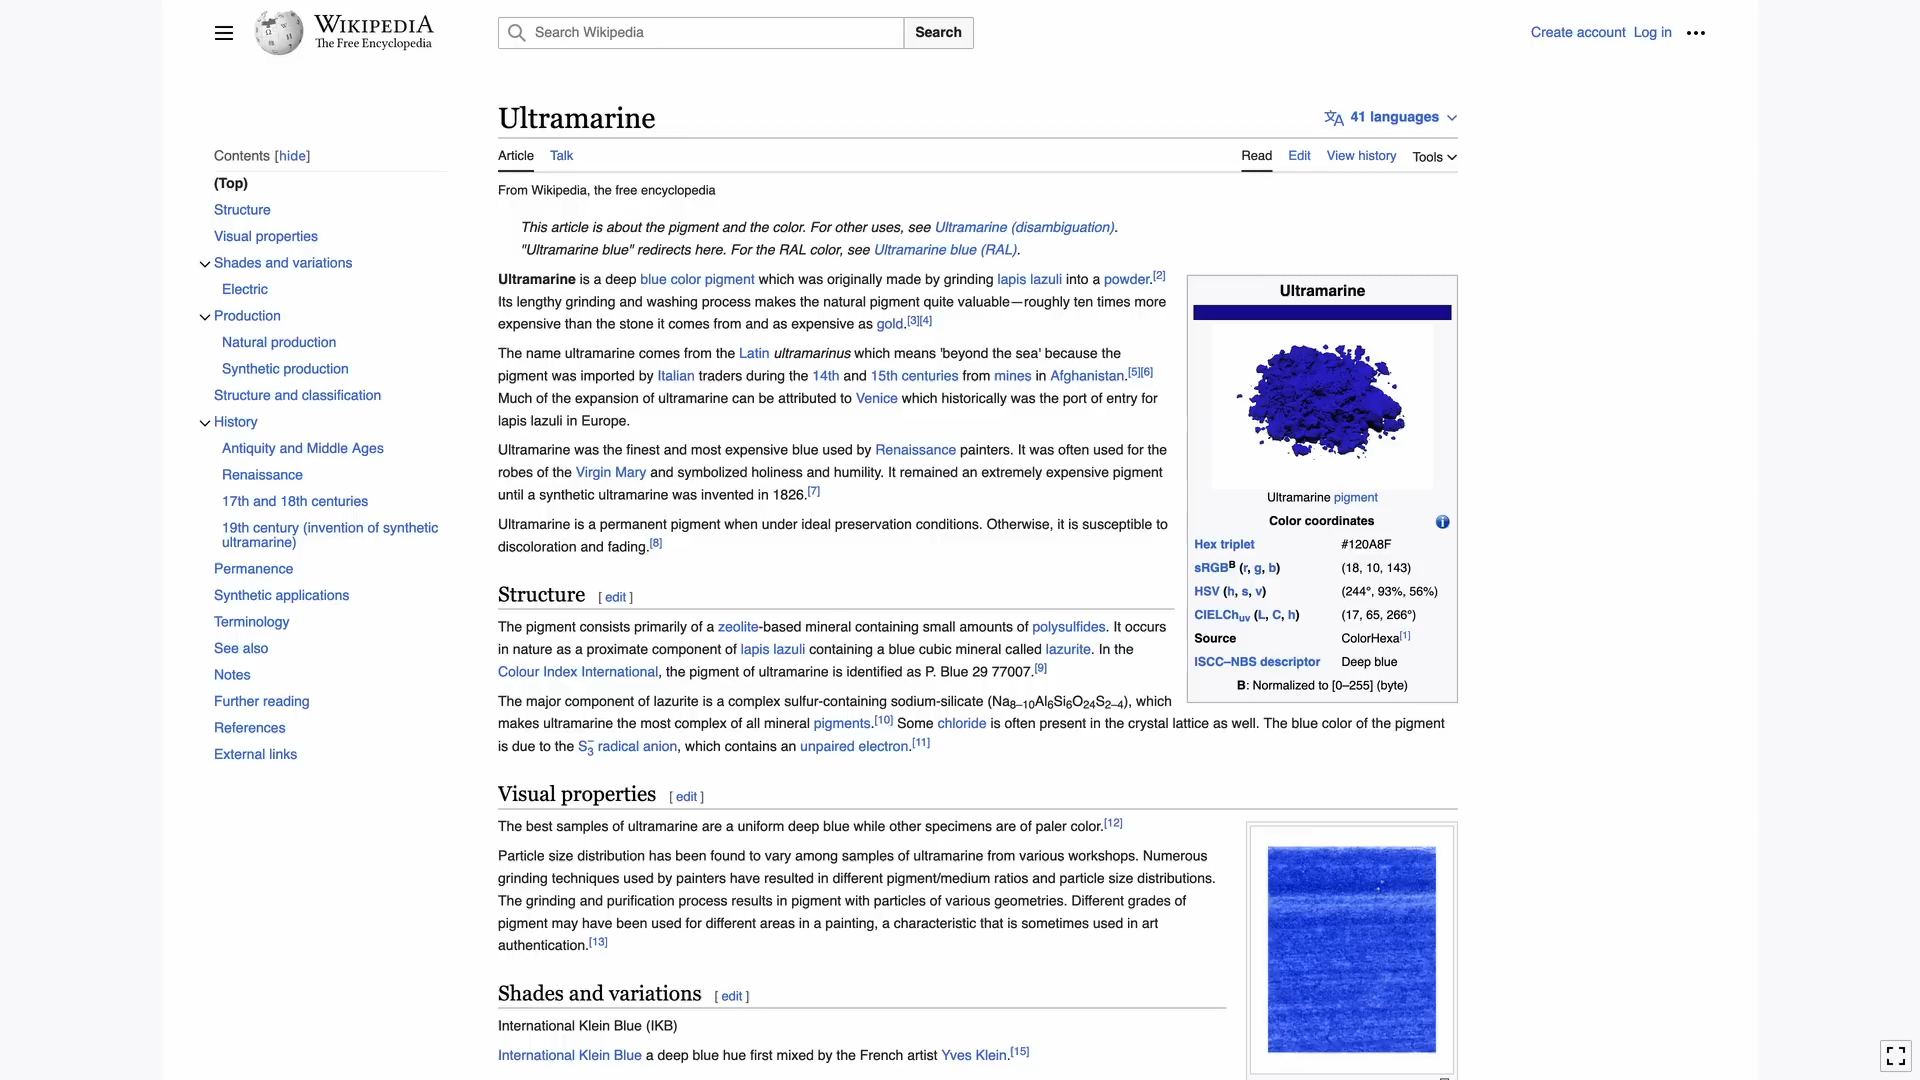 WIKIPEDIA
The Free Encyclopedia
Search Wikipedia
Search
Create account Log in
Ultramarine
41 languages
Contents [hide]
(Top)
Structure
Visual properties
Shades and variations
Electric
Production
Natural production
Synthetic production
Structure and classification
History
Antiquity and Middle Ages
Renaissance
17th and 18th centuries
19th century (invention of synthetic
ultramarine)
Permanence
Synthetic applications
Terminology
See also
Notes
Further reading
References
External links
Article Talk
Read Edit View history Tools
From Wikipedia, the free encyclopedia
This article is about the pigment and the color. For other uses, see Ultramarine (disambiguation).
"Ultramarine blue" redirects here. For the RAL color, see Ultramarine blue (RAL).
Ultramarine is a deep blue color pigment which was originally made by grinding lapis lazuli into a powder.[2]
Its lengthy grinding and washing process makes the natural pigment quite valuable—roughly ten times more
expensive than the stone it comes from and as expensive as gold.[3][4]
The name ultramarine comes from the Latin ultramarinus which means 'beyond the sea' because the
pigment was imported by Italian traders during the 14th and 15th centuries from mines in Afghanistan.[5][6]
Much of the expansion of ultramarine can be attributed to Venice which historically was the port of entry for
lapis lazuli in Europe.
Ultramarine was the finest and most expensive blue used by Renaissance painters. It was often used for the
robes of the Virgin Mary and symbolized holiness and humility. It remained an extremely expensive pigment
until a synthetic ultramarine was invented in 1826.[7]
Ultramarine is a permanent pigment when under ideal preservation conditions. Otherwise, it is susceptible to
discoloration and fading.[8]
Ultramarine
Ultramarine pigment
Color coordinates
Hex triplet #120A8F
sRGBᴮ (r, g, b) (18, 10, 143)
HSV (h, s, v) (244°, 93%, 56%)
CIELChuv (L, C, h) (17, 65, 266°)
Source ColorHexa[1]
ISCC–NBS descriptor Deep blue
B: Normalized to [0–255] (byte)
Structure [ edit ]
The pigment consists primarily of a zeolite-based mineral containing small amounts of polysulfides. It occurs
in nature as a proximate component of lapis lazuli containing a blue cubic mineral called lazurite. In the
Colour Index International, the pigment of ultramarine is identified as P. Blue 29 77007.[9]
The major component of lazurite is a complex sulfur-containing sodium-silicate (Na₈₋₁₀Al₆Si₆O₂₄S₂₋₄), which
makes ultramarine the most complex of all mineral pigments.[10] Some chloride is often present in the crystal lattice as well. The blue color of the pigment
is due to the S₃⁻ radical anion, which contains an unpaired electron.[11]
Visual properties [ edit ]
The best samples of ultramarine are a uniform deep blue while other specimens are of paler color.[12]
Particle size distribution has been found to vary among samples of ultramarine from various workshops. Numerous
grinding techniques used by painters have resulted in different pigment/medium ratios and particle size distributions.
The grinding and purification process results in pigment with particles of various geometries. Different grades of
pigment may have been used for different areas in a painting, a characteristic that is sometimes used in art
authentication.[13]
Shades and variations [ edit ]
International Klein Blue (IKB)
International Klein Blue a deep blue hue first mixed by the French artist Yves Klein.[15]